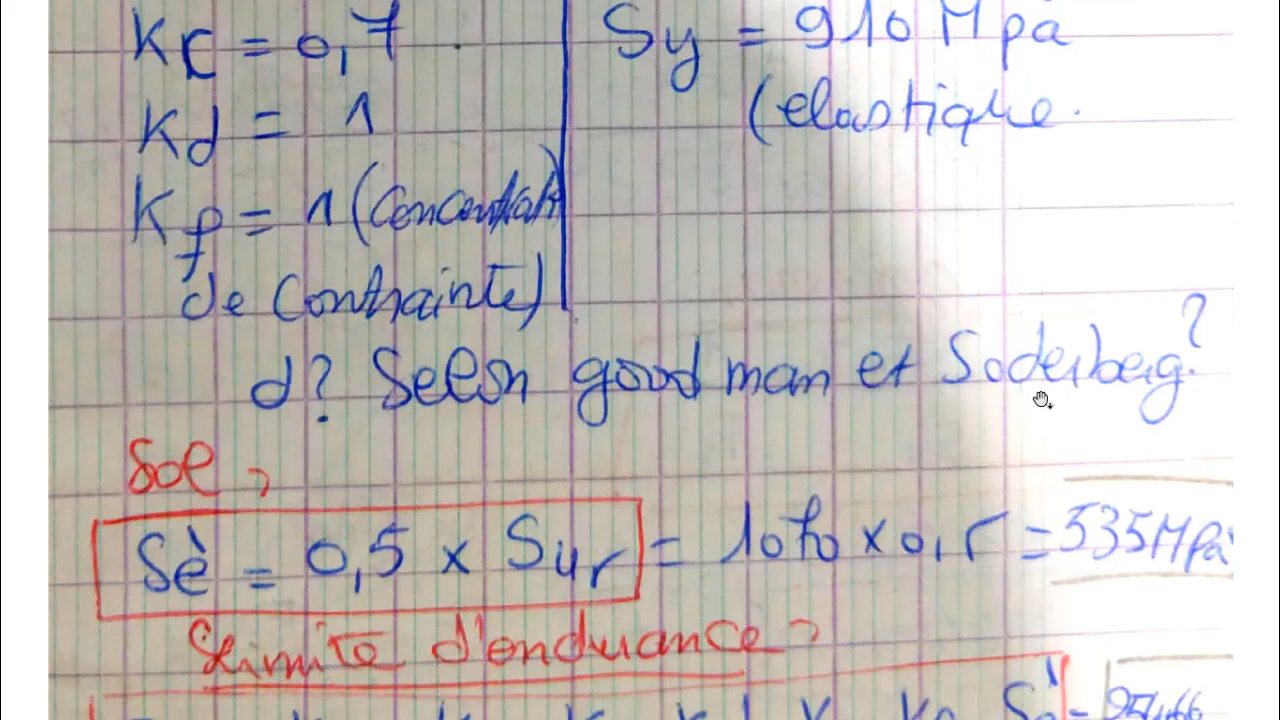 Kc = 0,7
Sy = 910 Mpa
Kd = 1
(elastique.
Kf = 1 (
de Contrainte)
d? Selon good man et Soderberg?
Sol,
Sè = 0,5 x Sur = 1070 x 0,5 = 535 MPa
Limite d'endurance